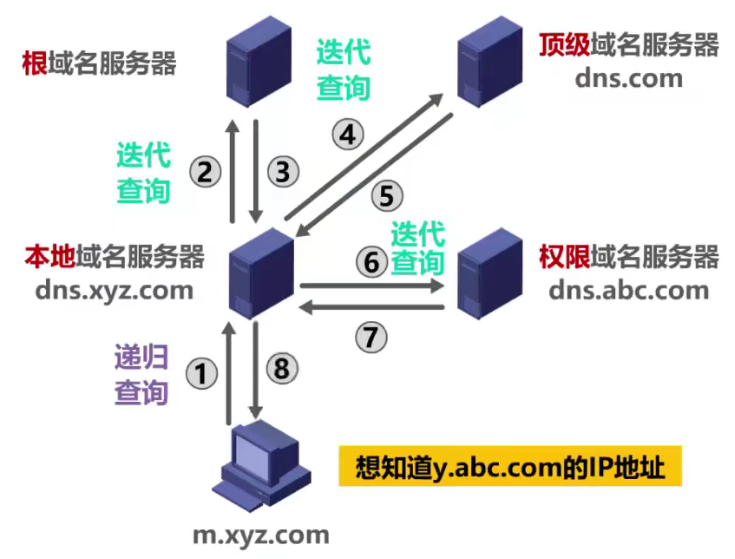 根域名服务器
迭代
查询
顶级域名服务器
dns.com
④
迭代
查询
②
③
⑤
本地域名服务器
dns.xyz.com
迭代
查询
⑥
权限域名服务器
dns.abc.com
⑦
递归
查询
①
⑧
想知道y.abc.com的IP地址
m.xyz.com